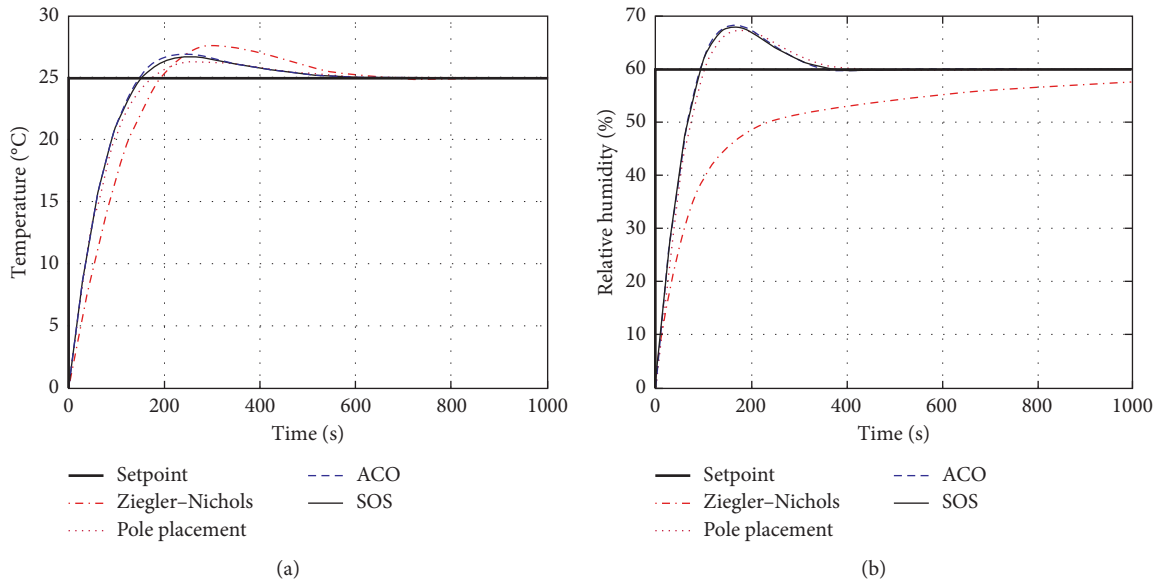 30
25
20
15
10
5
0
Temperature (°C)
0 200 400 600 800 1000
Time (s)
Setpoint
Ziegler–Nichols
Pole placement
ACO
SOS
(a)
70
60
50
40
30
20
10
0
Relative humidity (%)
0 200 400 600 800 1000
Time (s)
Setpoint
Ziegler–Nichols
Pole placement
ACO
SOS
(b)